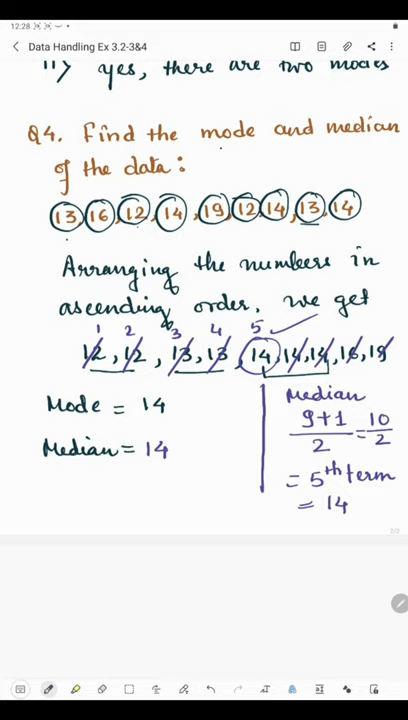 12.28
Data Handling Ex 3.2-3&4
ii) yes, there are two modes
Q4. Find the mode and median
of the data:
13, 16, 12, 14, 19, 12, 14, 13, 14
Arranging the numbers in
ascending order, we get
1 2 3 4 5
12, 12, 13, 13, 14, 14, 14, 16, 19
Mode = 14
Median = 14
Median
9+1/2 = 10/2
= 5th term
= 14
2/2